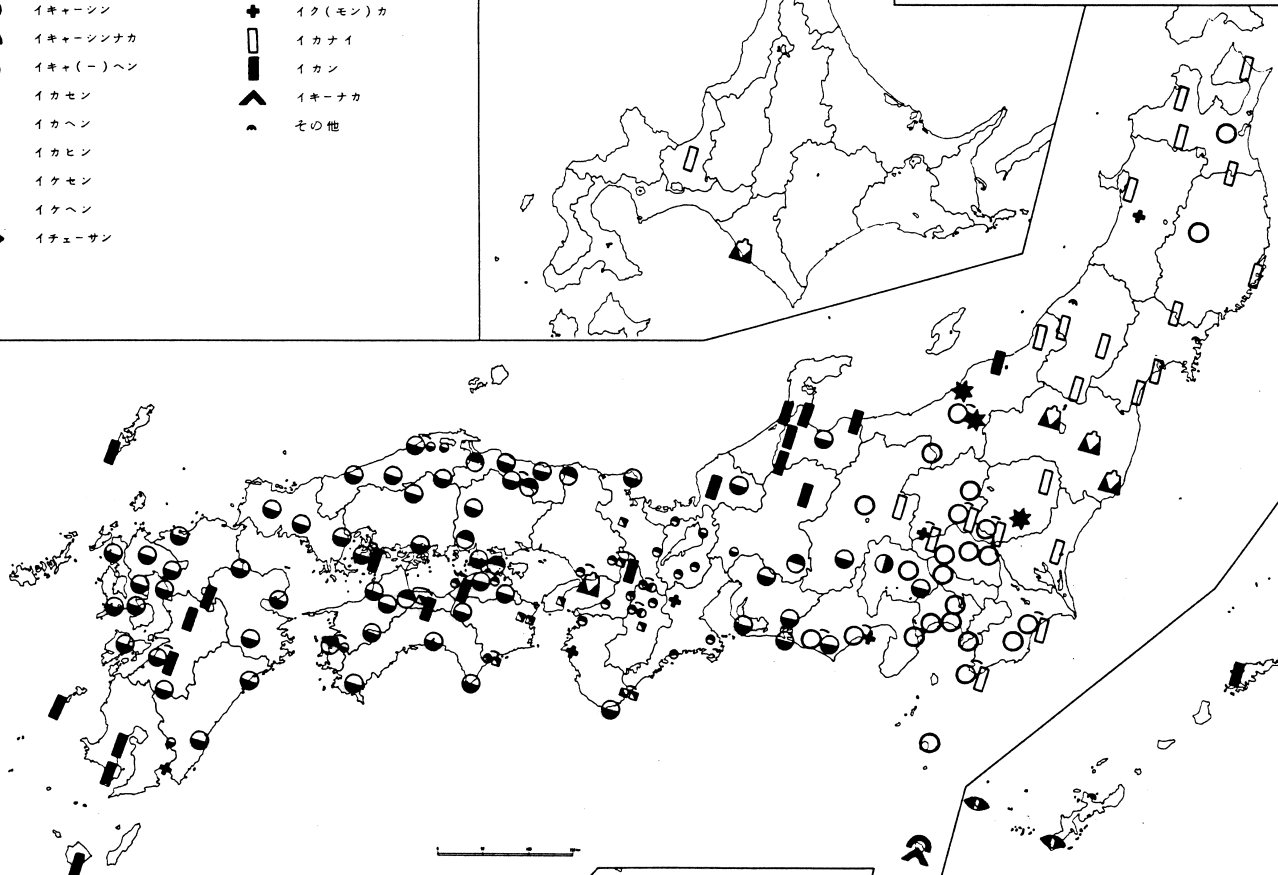 イキャーシン
イキャーシンナカ
イキャ(ー)ヘン
イカセン
イカヘン
イカヒン
イケセン
イケヘン
イチェーサン
イク(モン)カ
イカナイ
イカン
イキーナカ
その他